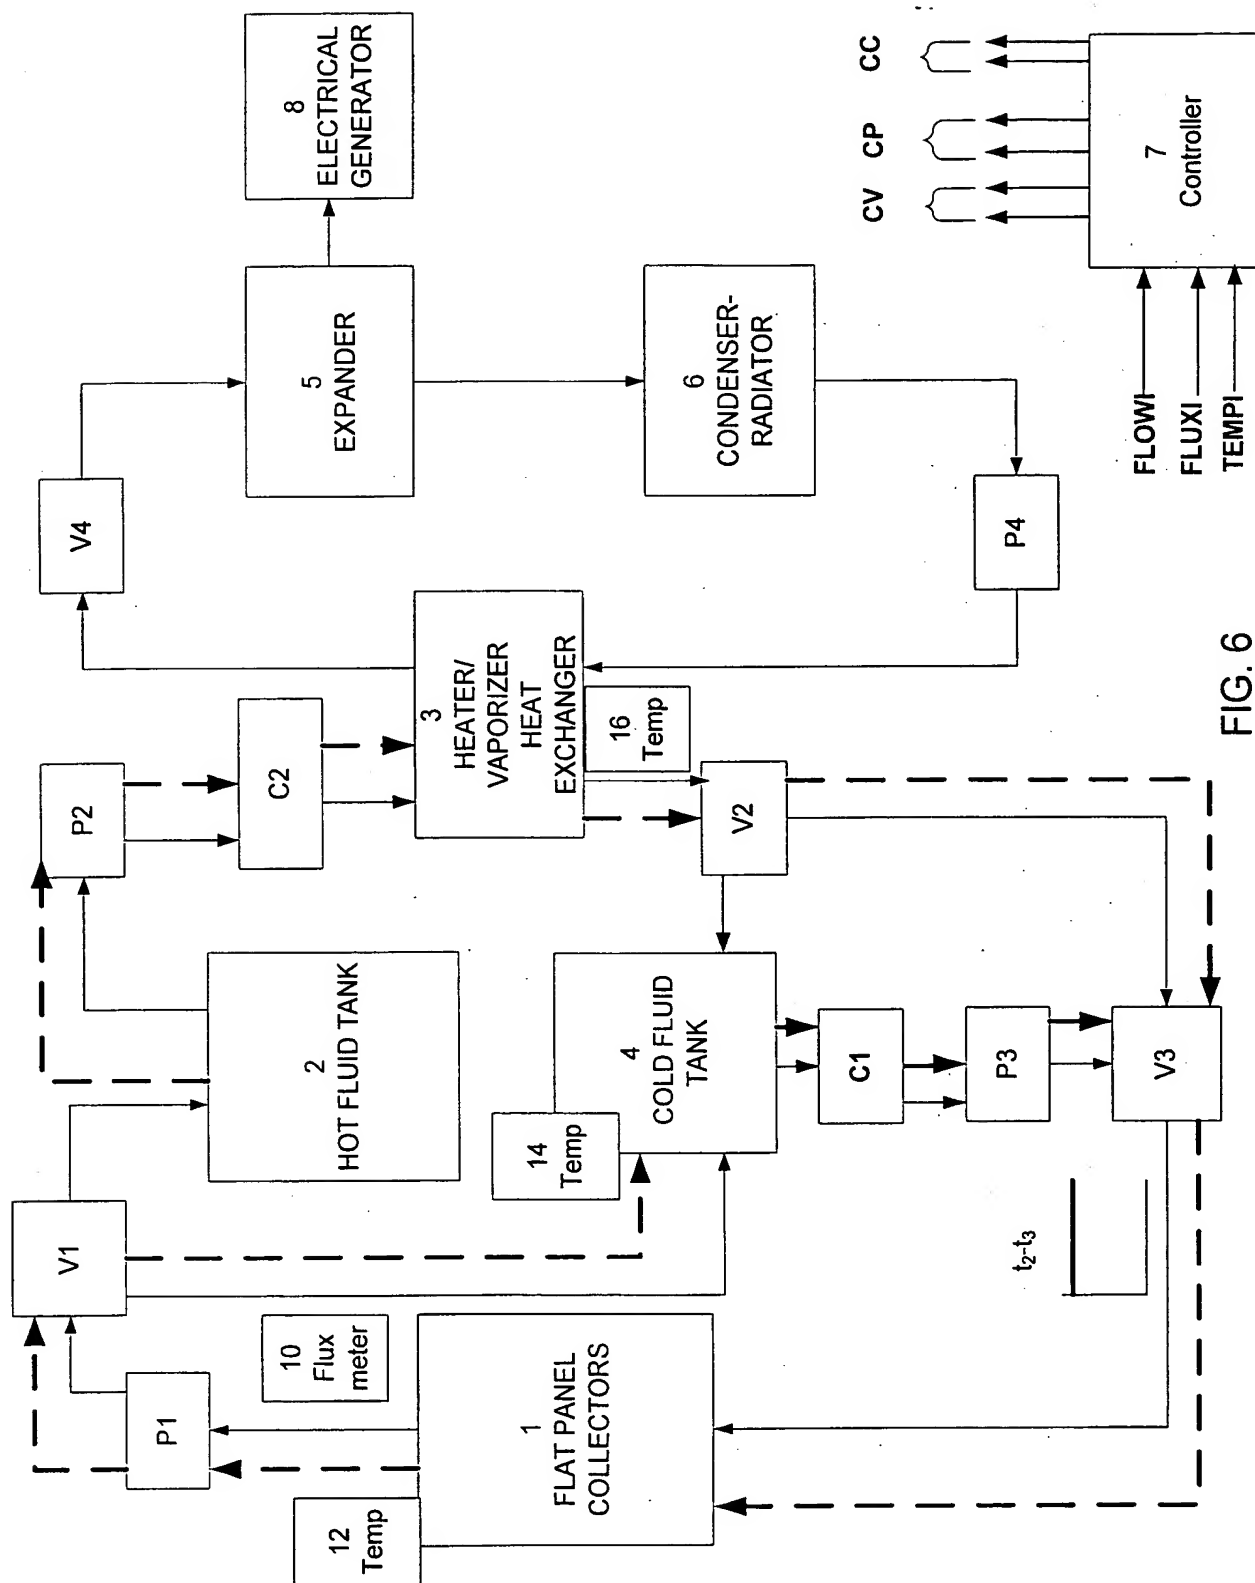 8
ELECTRICAL
GENERATOR
CC
CP
CV
7
Controller
FLOWI
FLUXI
TEMPI
5
EXPANDER
6
CONDENSER-
RADIATOR
V4
P4
3
HEATER/
VAPORIZER
HEAT
EXCHANGER
16
Temp
P2
C2
V2
2
HOT FLUID TANK
4
COLD FLUID
TANK
14
Temp
C1
P3
V3
V1
10
Flux
meter
P1
1
FLAT PANEL
COLLECTORS
12
Temp
t₂-t₃
FIG. 6